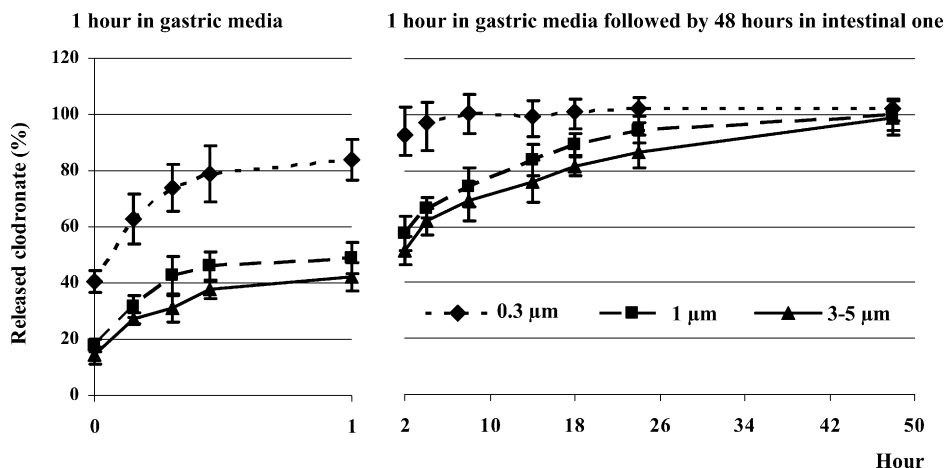 1 hour in gastric media
1 hour in gastric media followed by 48 hours in intestinal one
Released clodronate (%)
120
100
80
60
40
20
0
0 1
0.3 µm 1 µm 3-5 µm
2 10 18 26 34 42 50
Hour